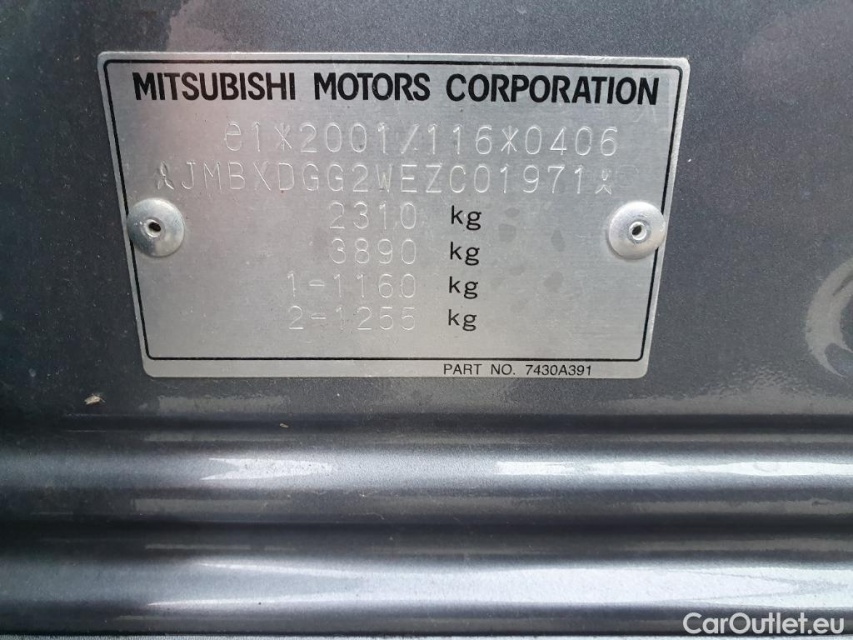 MITSUBISHI MOTORS CORPORATION
e1*2001/116*0406
*JMBXDGG2WEZC01971*
2310 kg
3890 kg
1-1160 kg
2-1255 kg
PART NO. 7430A391
CarOutlet.eu